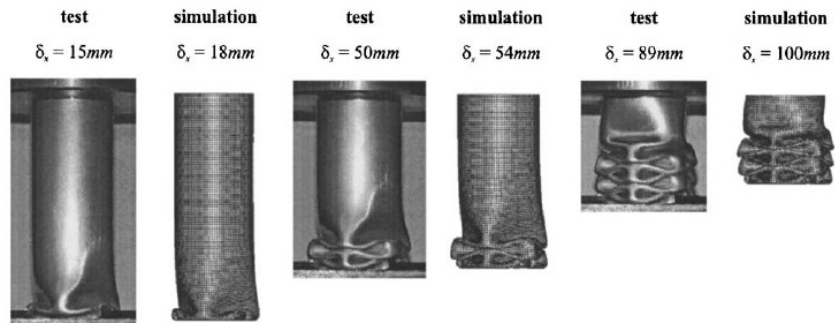 test simulation test simulation test simulation
δₓ = 15mm δₓ = 18mm δₓ = 50mm δₓ = 54mm δₓ = 89mm δₓ = 100mm